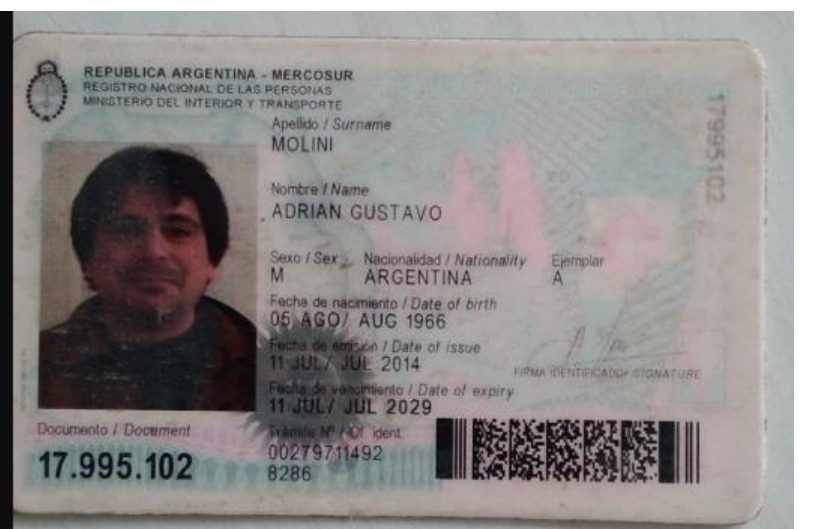 REPUBLICA ARGENTINA - MERCOSUR
REGISTRO NACIONAL DE LAS PERSONAS
MINISTERIO DEL INTERIOR Y TRANSPORTE
Apellido / Surname
MOLINI
Nombre / Name
ADRIAN GUSTAVO
Sexo / Sex Nacionalidad / Nationality Ejemplar
M ARGENTINA A
Fecha de nacimiento / Date of birth
05 AGO/ AUG 1966
Fecha de emisión / Date of issue
11 JUL/ JUL 2014
FIRMA IDENTIFICADO / SIGNATURE
Fecha de vencimiento / Date of expiry
11 JUL/ JUL 2029
Documento / Document
17.995.102
Trámite Nº / Of. ident.
00279711492
8286
17995102